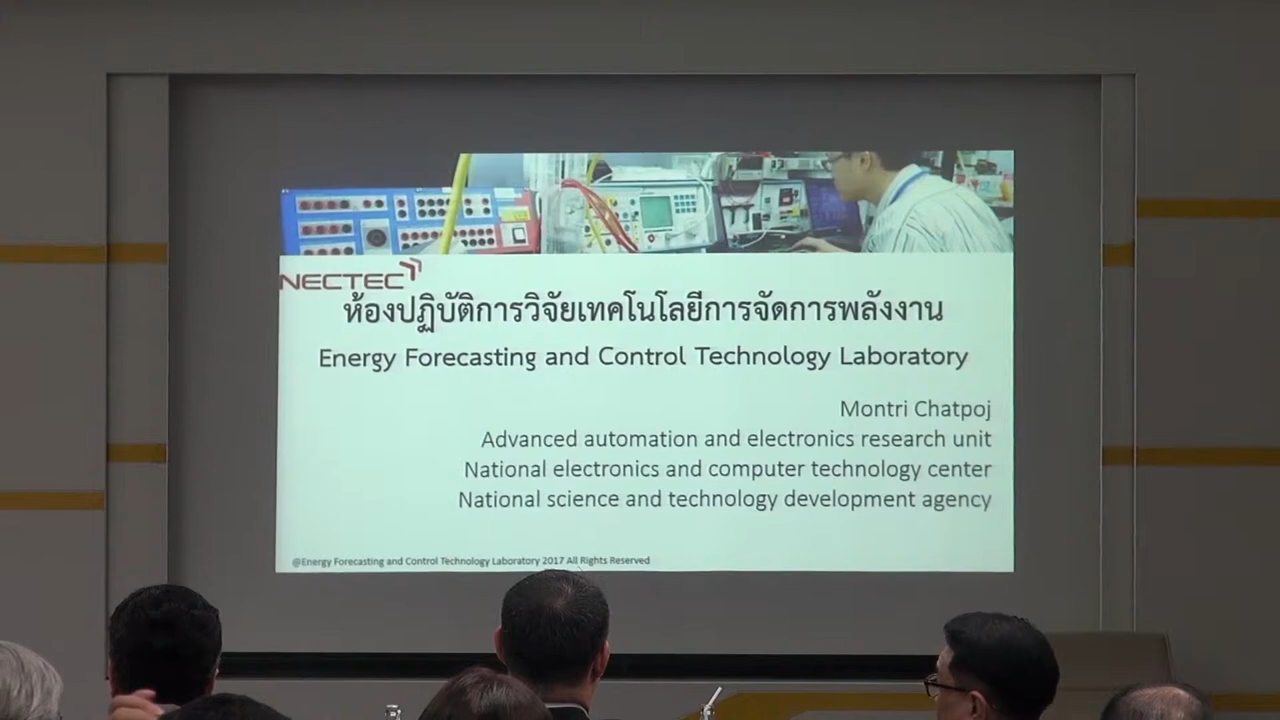 NECTEC
ห้องปฏิบัติการวิจัยเทคโนโลยีการจัดการพลังงาน
Energy Forecasting and Control Technology Laboratory
Montri Chatpoj
Advanced automation and electronics research unit
National electronics and computer technology center
National science and technology development agency
@Energy Forecasting and Control Technology Laboratory 2017 All Rights Reserved